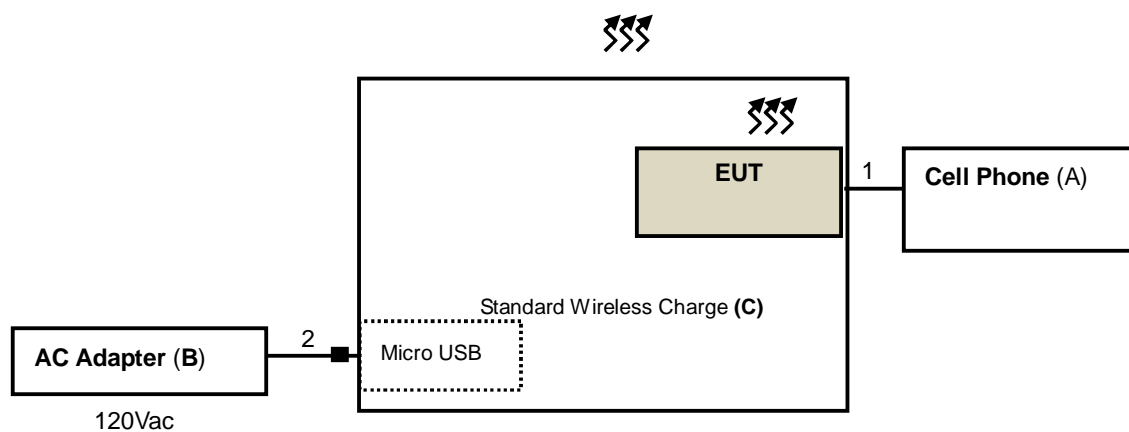 EUT
1
Cell Phone (A)
Standard Wireless Charge (C)
2
AC Adapter (B)
Micro USB
120Vac